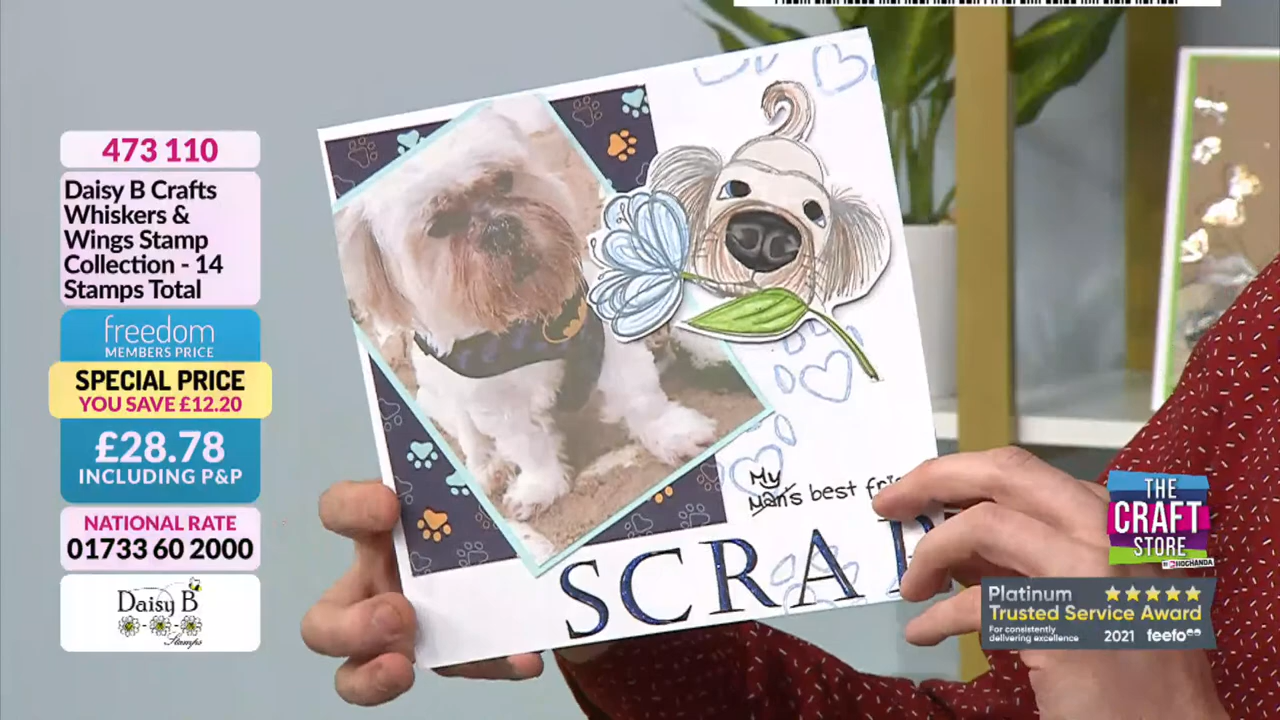 473 110
Daisy B Crafts
Whiskers &
Wings Stamp
Collection - 14
Stamps Total
freedom
MEMBERS PRICE
SPECIAL PRICE
YOU SAVE £12.20
£28.78
INCLUDING P&P
NATIONAL RATE
01733 60 2000
Daisy B
Stamps
My
Man's best
SCRA
THE
CRAFT
STORE
BY HOCHANDA
Platinum
Trusted Service Award
For consistently
delivering excellence
2021 feefo